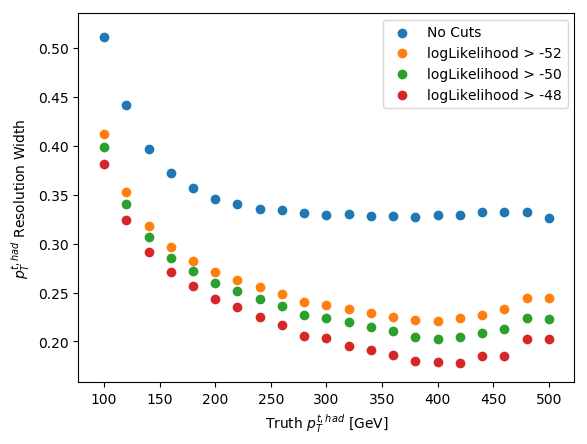 No Cuts
logLikelihood > -52
logLikelihood > -50
logLikelihood > -48
p_T^{t, had} Resolution Width
0.50
0.45
0.40
0.35
0.30
0.25
0.20
100 150 200 250 300 350 400 450 500
Truth p_T^{t, had} [GeV]